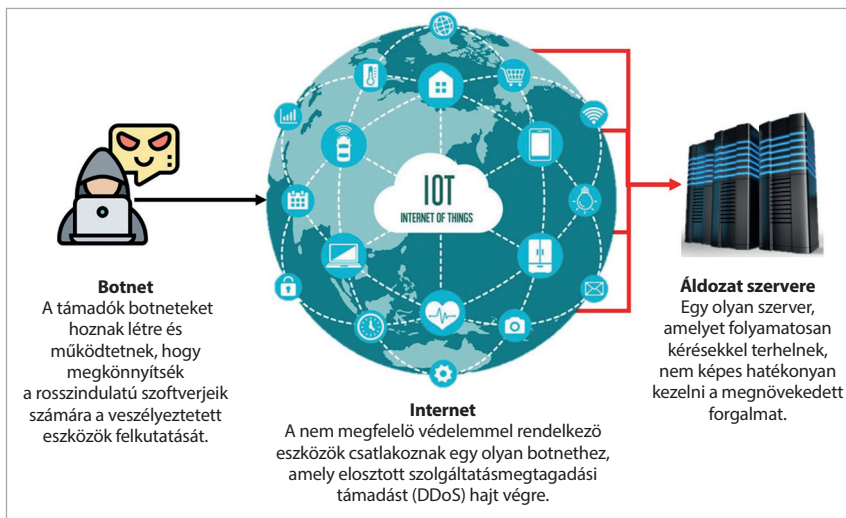 IOT
INTERNET OF THINGS
Botnet
A támadók botneteket
hoznak létre és
működtetnek, hogy
megkönnyítsék
a rosszindulatú szoftverjeik
számára a veszélyeztetett
eszközök felkutatását.
Internet
A nem megfelelö védelemmel rendelkezö
eszközök csatlakoznak egy olyan botnethez,
amely elosztott szolgáltatásmegtagadási
támadást (DDoS) hajt végre.
Áldozat szervere
Egy olyan szerver,
amelyet folyamatosan
kérésekkel terhelnek,
nem képes hatékonyan
kezelni a megnövekedett
forgalmat.